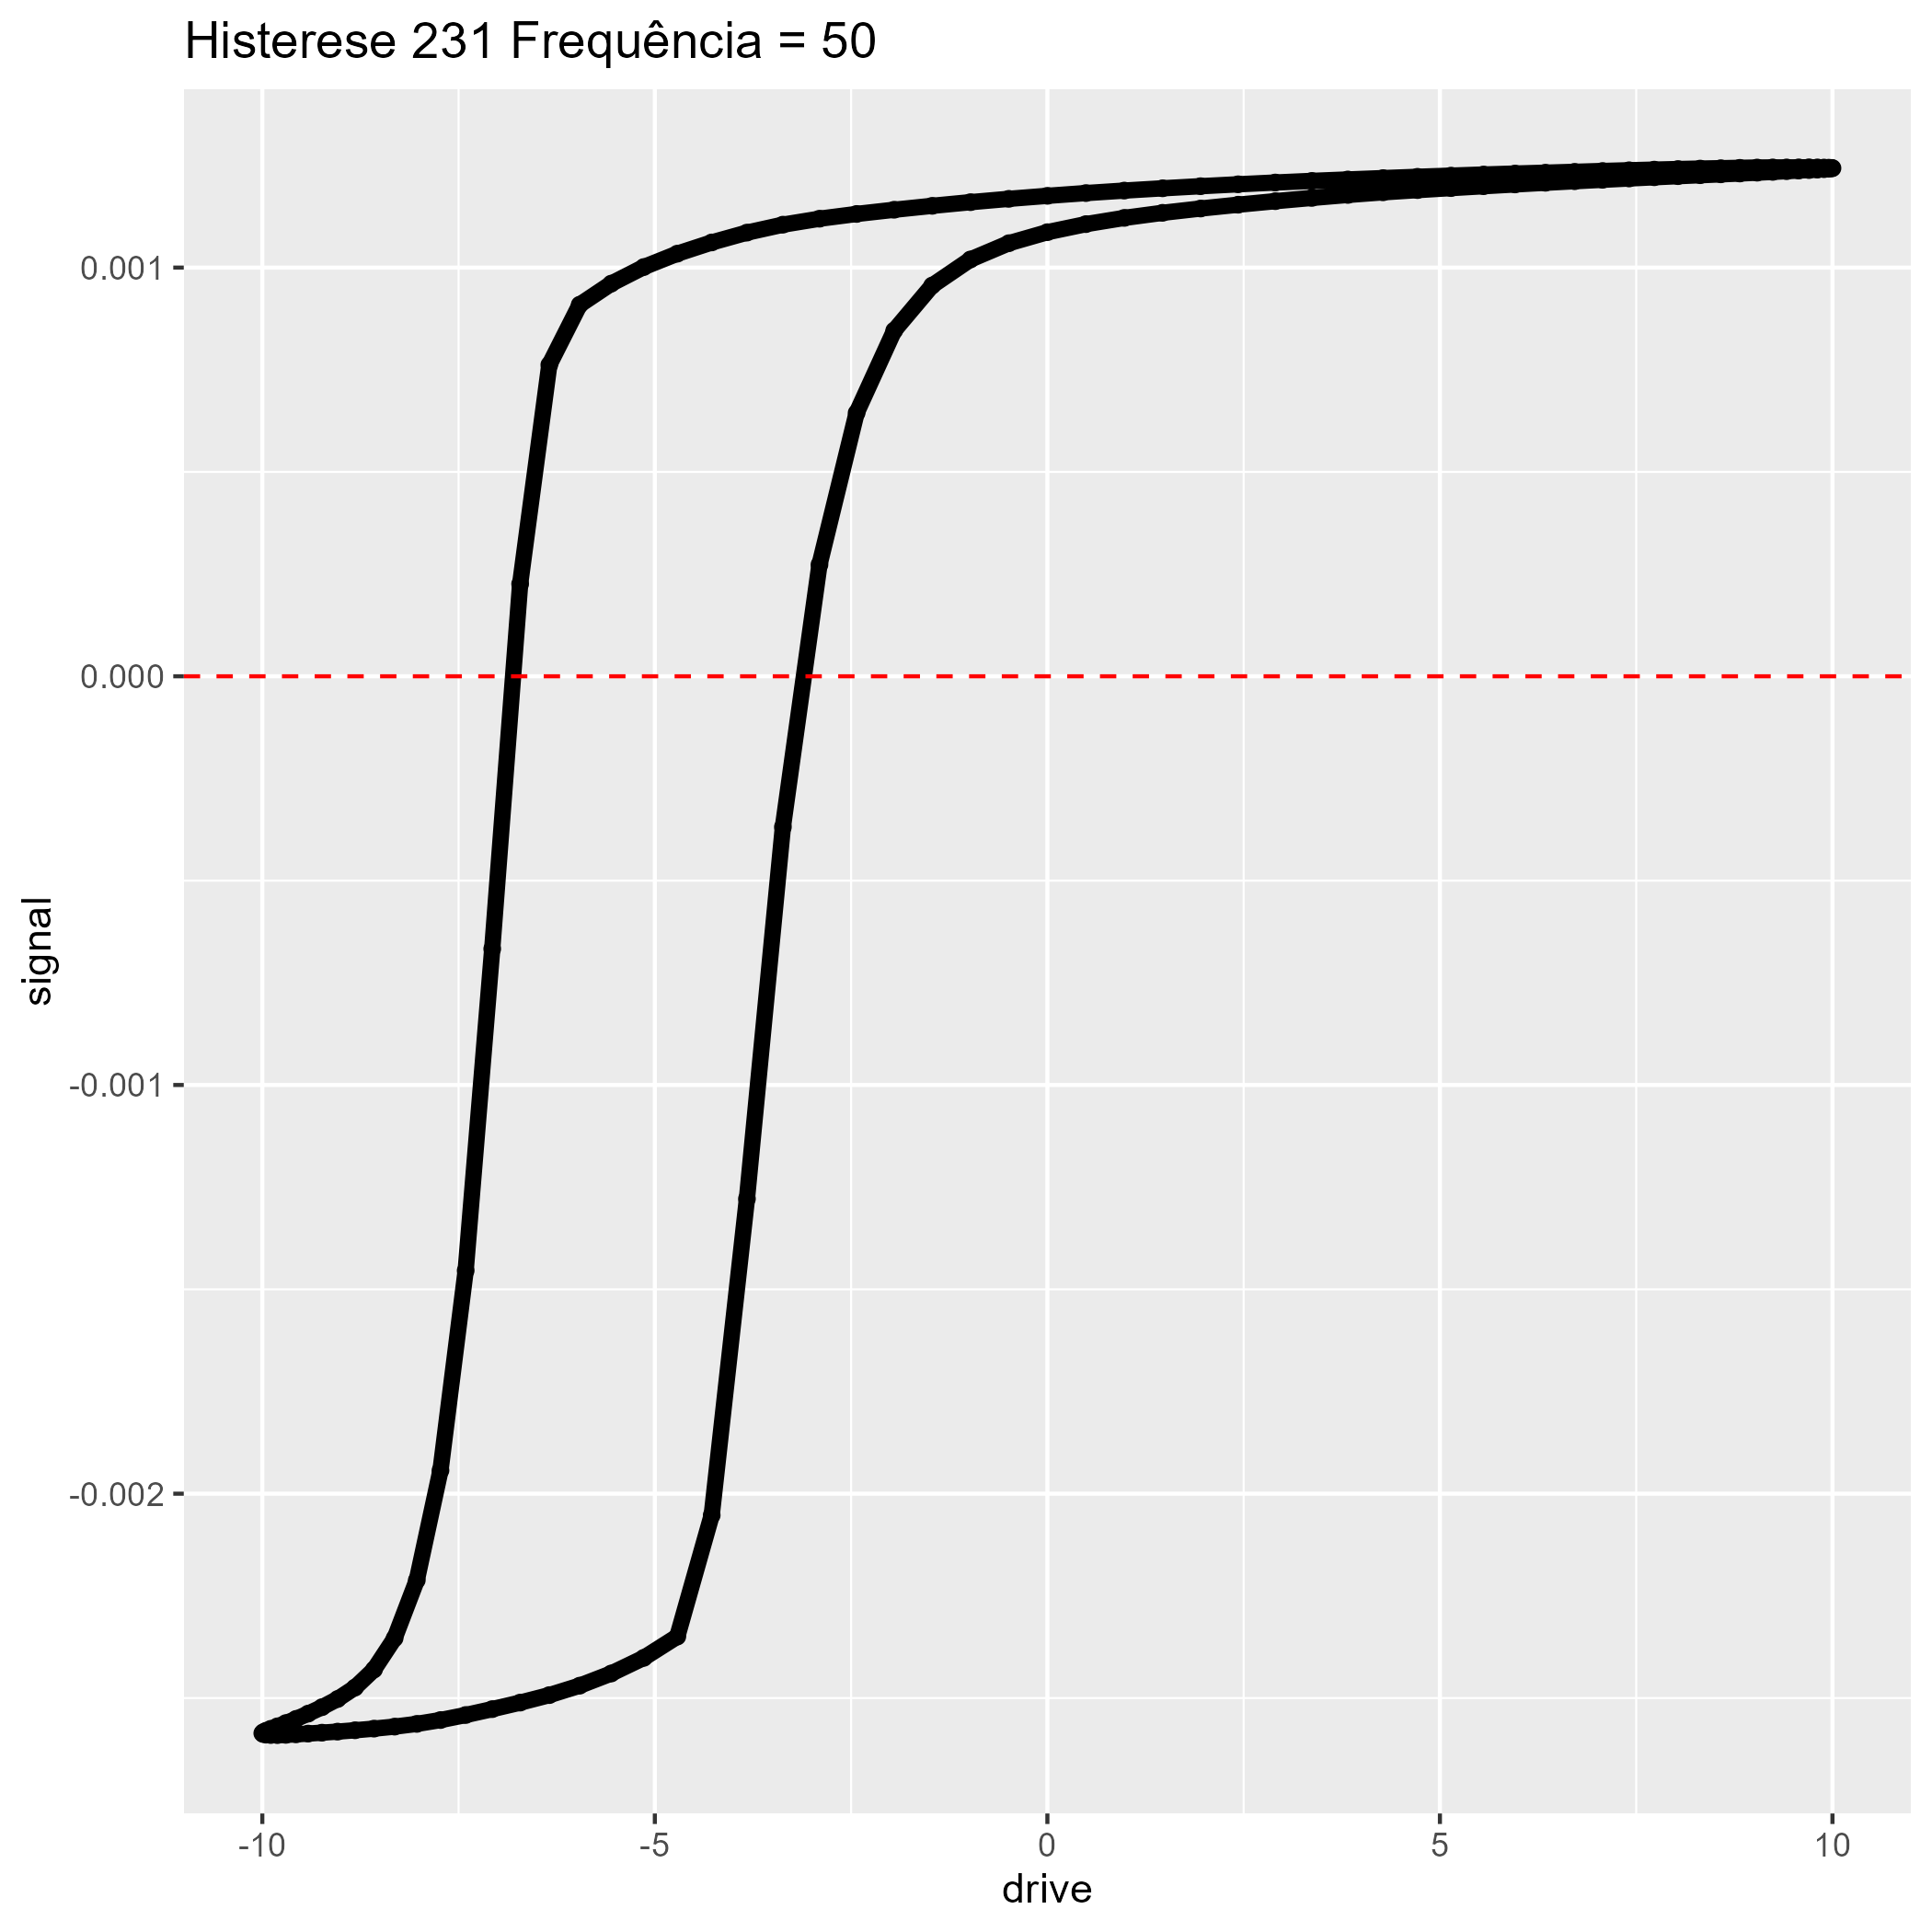 Histerese 231 Frequência = 50
0.001
0.000
-0.001
-0.002
signal
-10 -5 0 5 10
drive